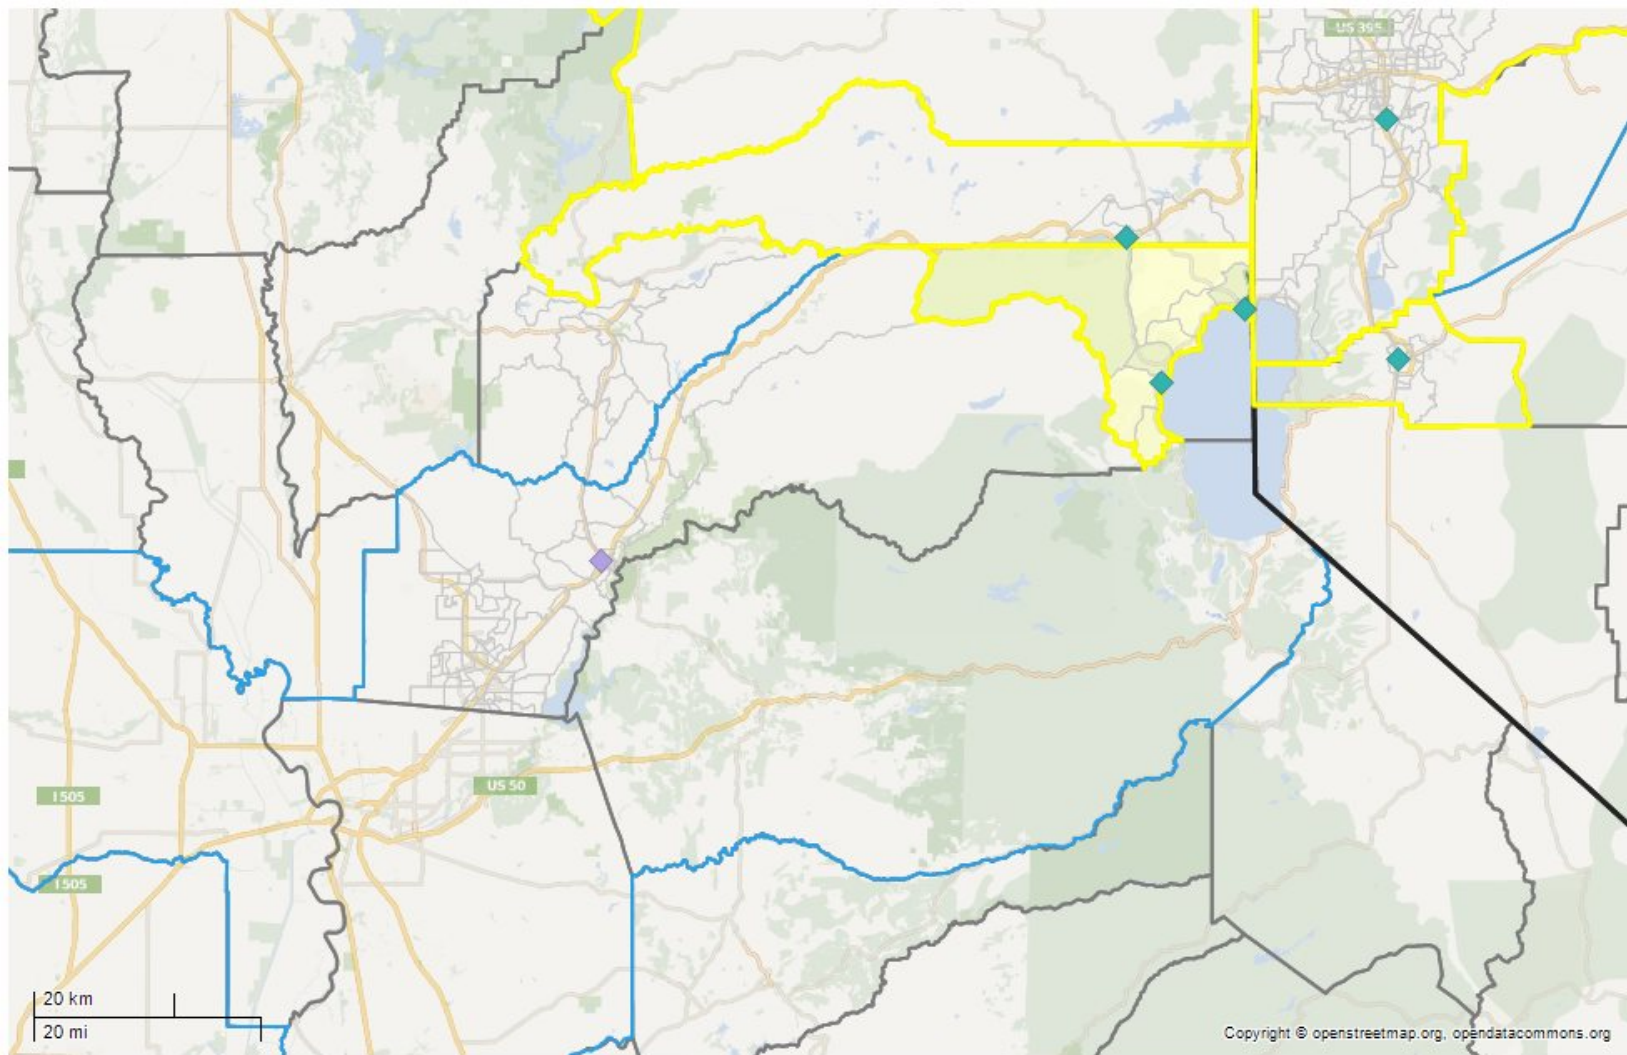 US 395
US 50
I 505
I 505
20 km
20 mi
Copyright © openstreetmap.org, opendatacommons.org